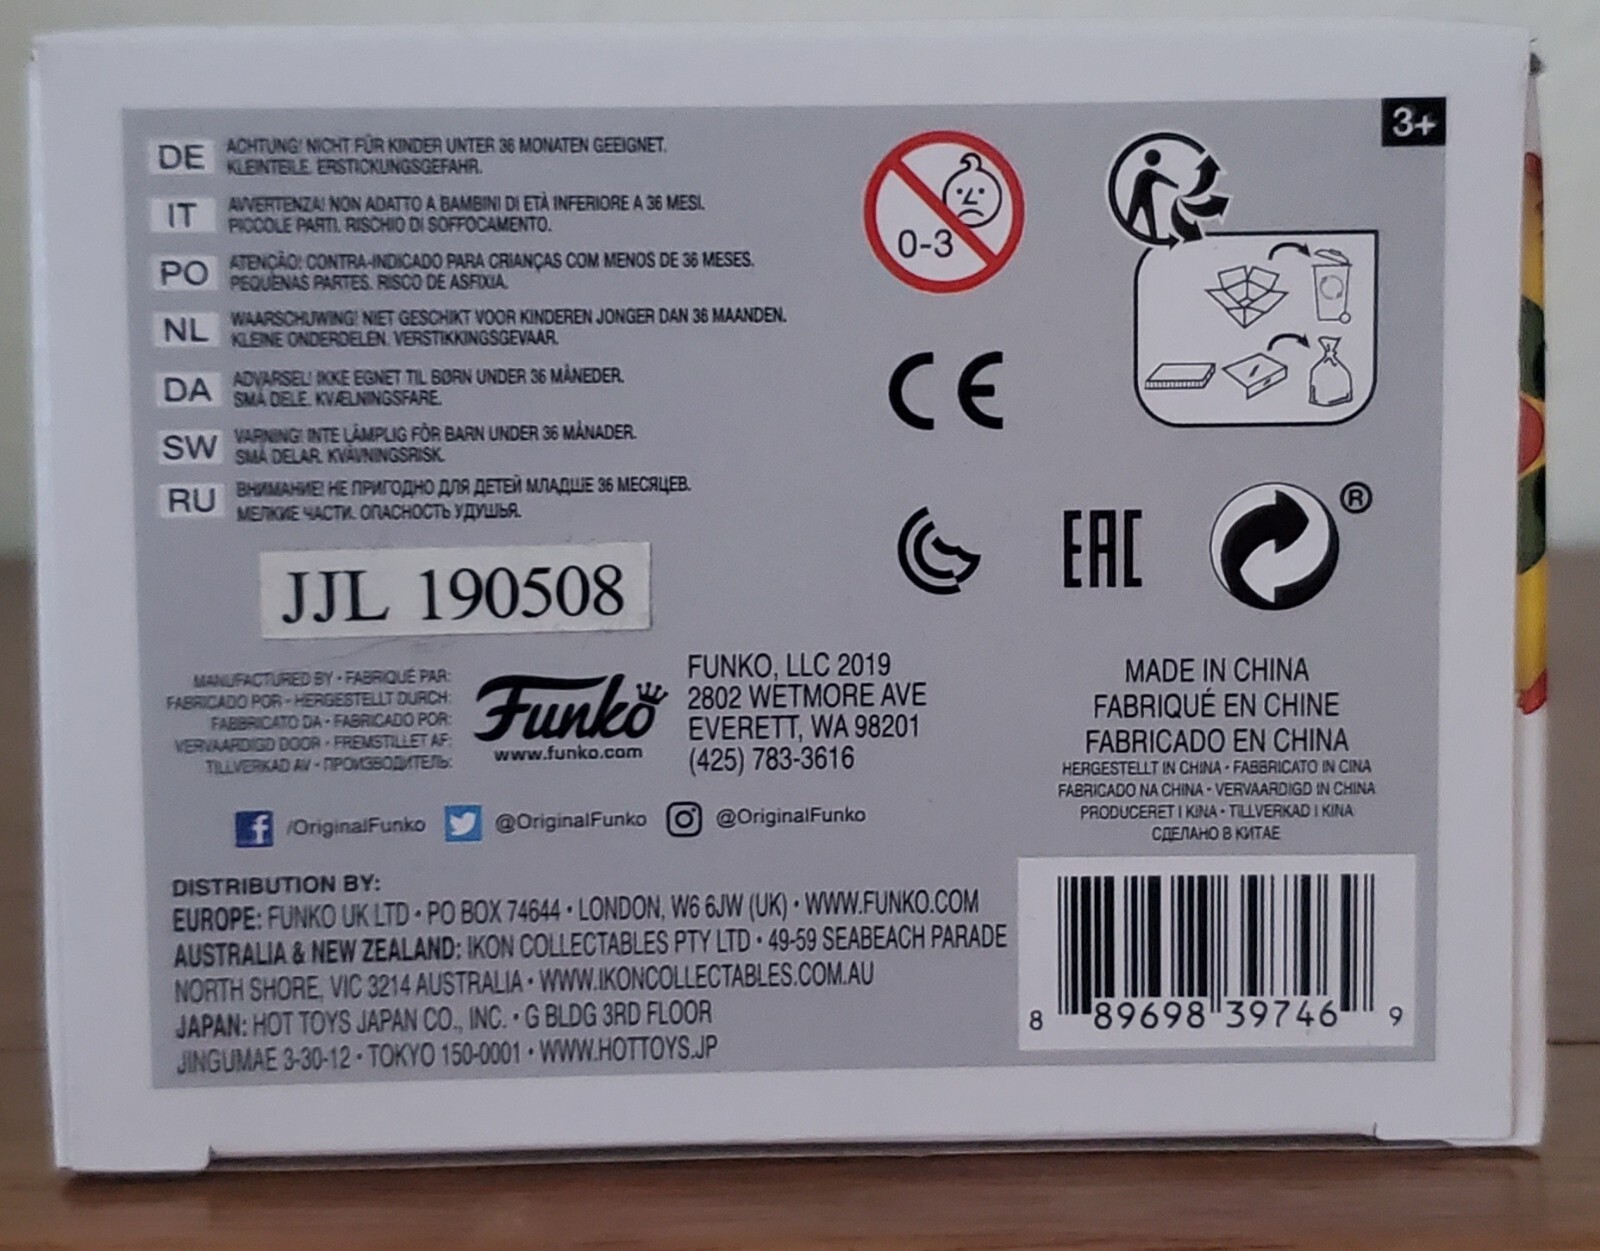 3+
DE
ACHTUNG! NICHT FÜR KINDER UNTER 36 MONATEN GEEIGNET.
KLEINTEILE. ERSTICKUNGSGEFAHR.
IT
AVVERTENZA! NON ADATTO A BAMBINI DI ETÀ INFERIORE A 36 MESI.
PICCOLE PARTI. RISCHIO DI SOFFOCAMENTO.
PO
ATENÇÃO: CONTRA-INDICADO PARA CRIANÇAS COM MENOS DE 36 MESES.
PEQUENAS PARTES. RISCO DE ASFIXIA.
NL
WAARSCHUWING! NIET GESCHIKT VOOR KINDEREN JONGER DAN 36 MAANDEN.
KLEINE ONDERDELEN. VERSTIKKINGSGEVAAR.
DA
ADVARSEL! IKKE EGNET TIL BØRN UNDER 36 MÅNEDER.
SMÅ DELE. KVÆLNINGSFARE.
SW
VARNING! INTE LÄMPLIG FÖR BARN UNDER 36 MÅNADER.
SMÅ DELAR. KVÄVNINGSRISK.
RU
ВНИМАНИЕ! НЕ ПРИГОДНО ДЛЯ ДЕТЕЙ МЛАДШЕ 36 МЕСЯЦЕВ.
МЕЛКИЕ ЧАСТИ. ОПАСНОСТЬ УДУШЬЯ.
0-3
CE
EAC
®
JJL 190508
MANUFACTURED BY • FABRIQUÉ PAR:
FABRICADO POR • HERGESTELLT DURCH:
FABBRICATO DA • FABRICADO POR:
VERVAARDIGD DOOR • FREMSTILLET AF:
TILLVERKAD AV • ПРОИЗВОДИТЕЛЬ:
Funko
www.funko.com
FUNKO, LLC 2019
2802 WETMORE AVE
EVERETT, WA 98201
(425) 783-3616
MADE IN CHINA
FABRIQUÉ EN CHINE
FABRICADO EN CHINA
HERGESTELLT IN CHINA • FABBRICATO IN CINA
FABRICADO NA CHINA • VERVAARDIGD IN CHINA
PRODUCERET I KINA • TILLVERKAD I KINA
СДЕЛАНО В КИТАЕ
/OriginalFunko @OriginalFunko @OriginalFunko
DISTRIBUTION BY:
EUROPE: FUNKO UK LTD • PO BOX 74644 • LONDON, W6 6JW (UK) • WWW.FUNKO.COM
AUSTRALIA & NEW ZEALAND: IKON COLLECTABLES PTY LTD • 49-59 SEABEACH PARADE
NORTH SHORE, VIC 3214 AUSTRALIA • WWW.IKONCOLLECTABLES.COM.AU
JAPAN: HOT TOYS JAPAN CO., INC. • G BLDG 3RD FLOOR
JINGUMAE 3-30-12 • TOKYO 150-0001 • WWW.HOTTOYS.JP
8 89698 39746 9